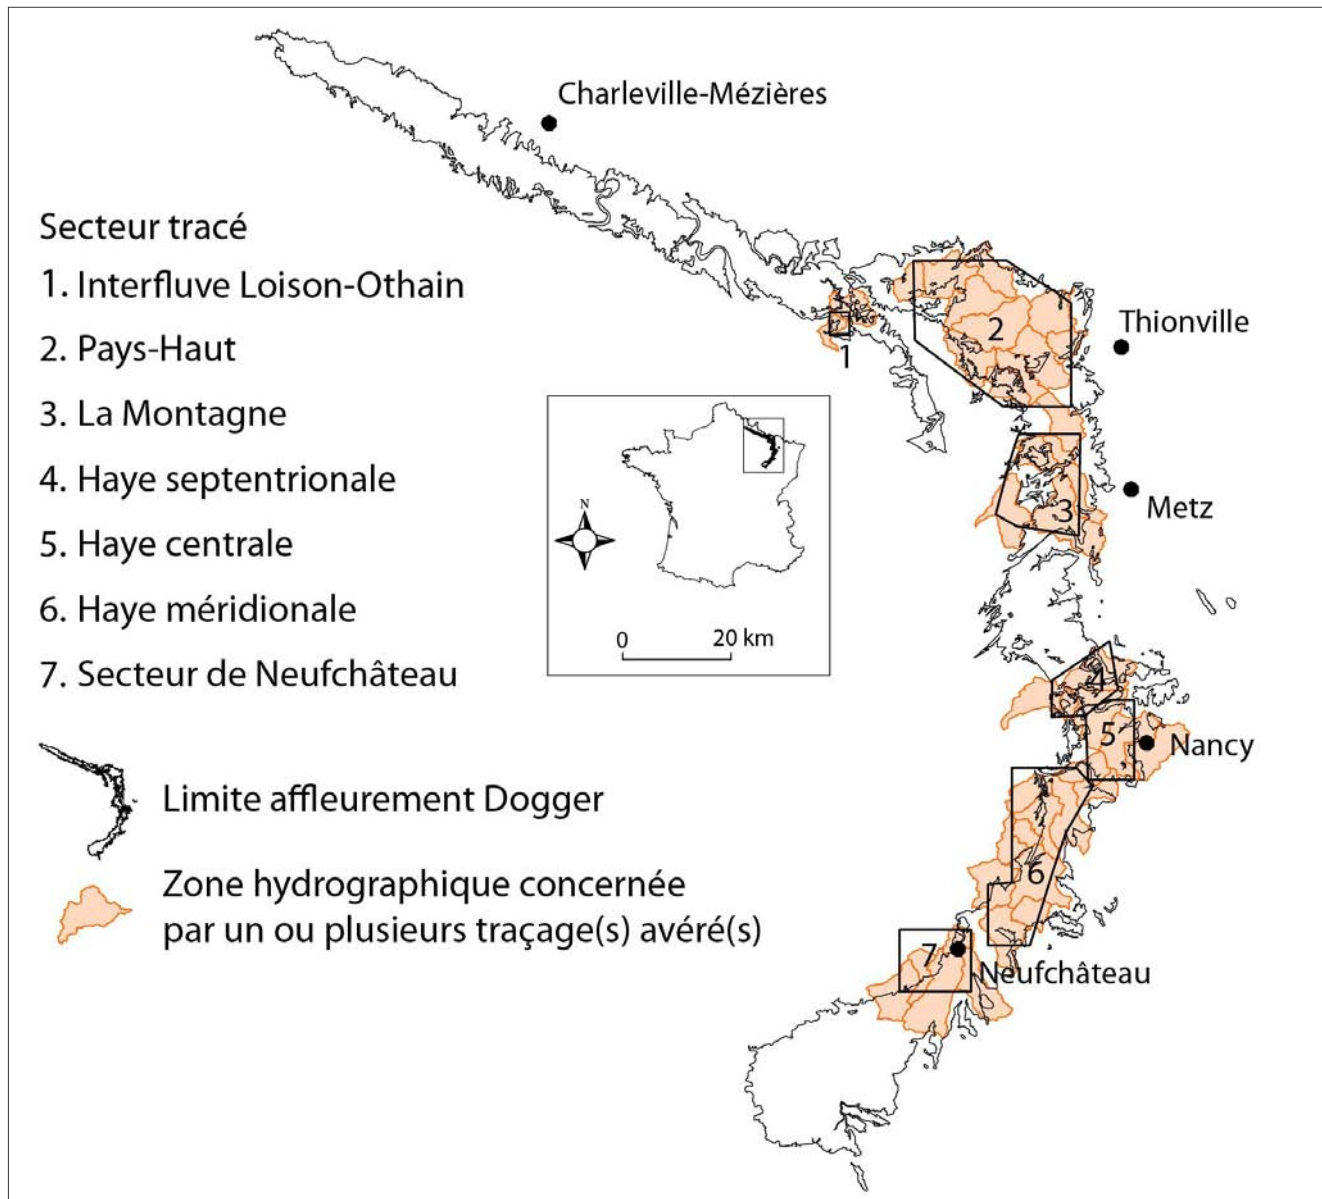 Charleville-Mézières
Secteur tracé
1. Interfluve Loison-Othain
2. Pays-Haut
3. La Montagne
4. Haye septentrionale
5. Haye centrale
6. Haye méridionale
7. Secteur de Neufchâteau
Limite affleurement Dogger
Zone hydrographique concernée
par un ou plusieurs traçage(s) avéré(s)
N
0 20 km
1
2
Thionville
3
Metz
4
5
Nancy
6
7
Neufchâteau